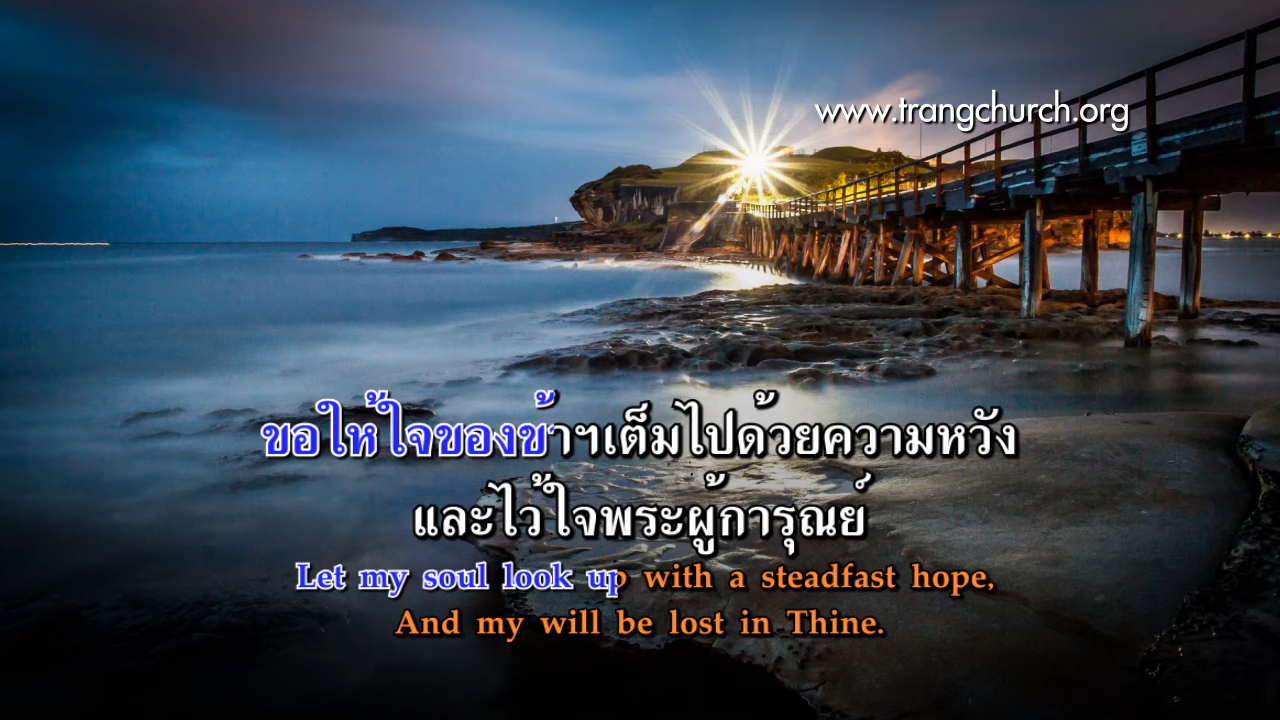 www.trangchurch.org
ขอให้ใจของข้าฯเต็มไปด้วยความหวัง
และไว้ใจพระผู้การุณย์
Let my soul look up with a steadfast hope,
And my will be lost in Thine.